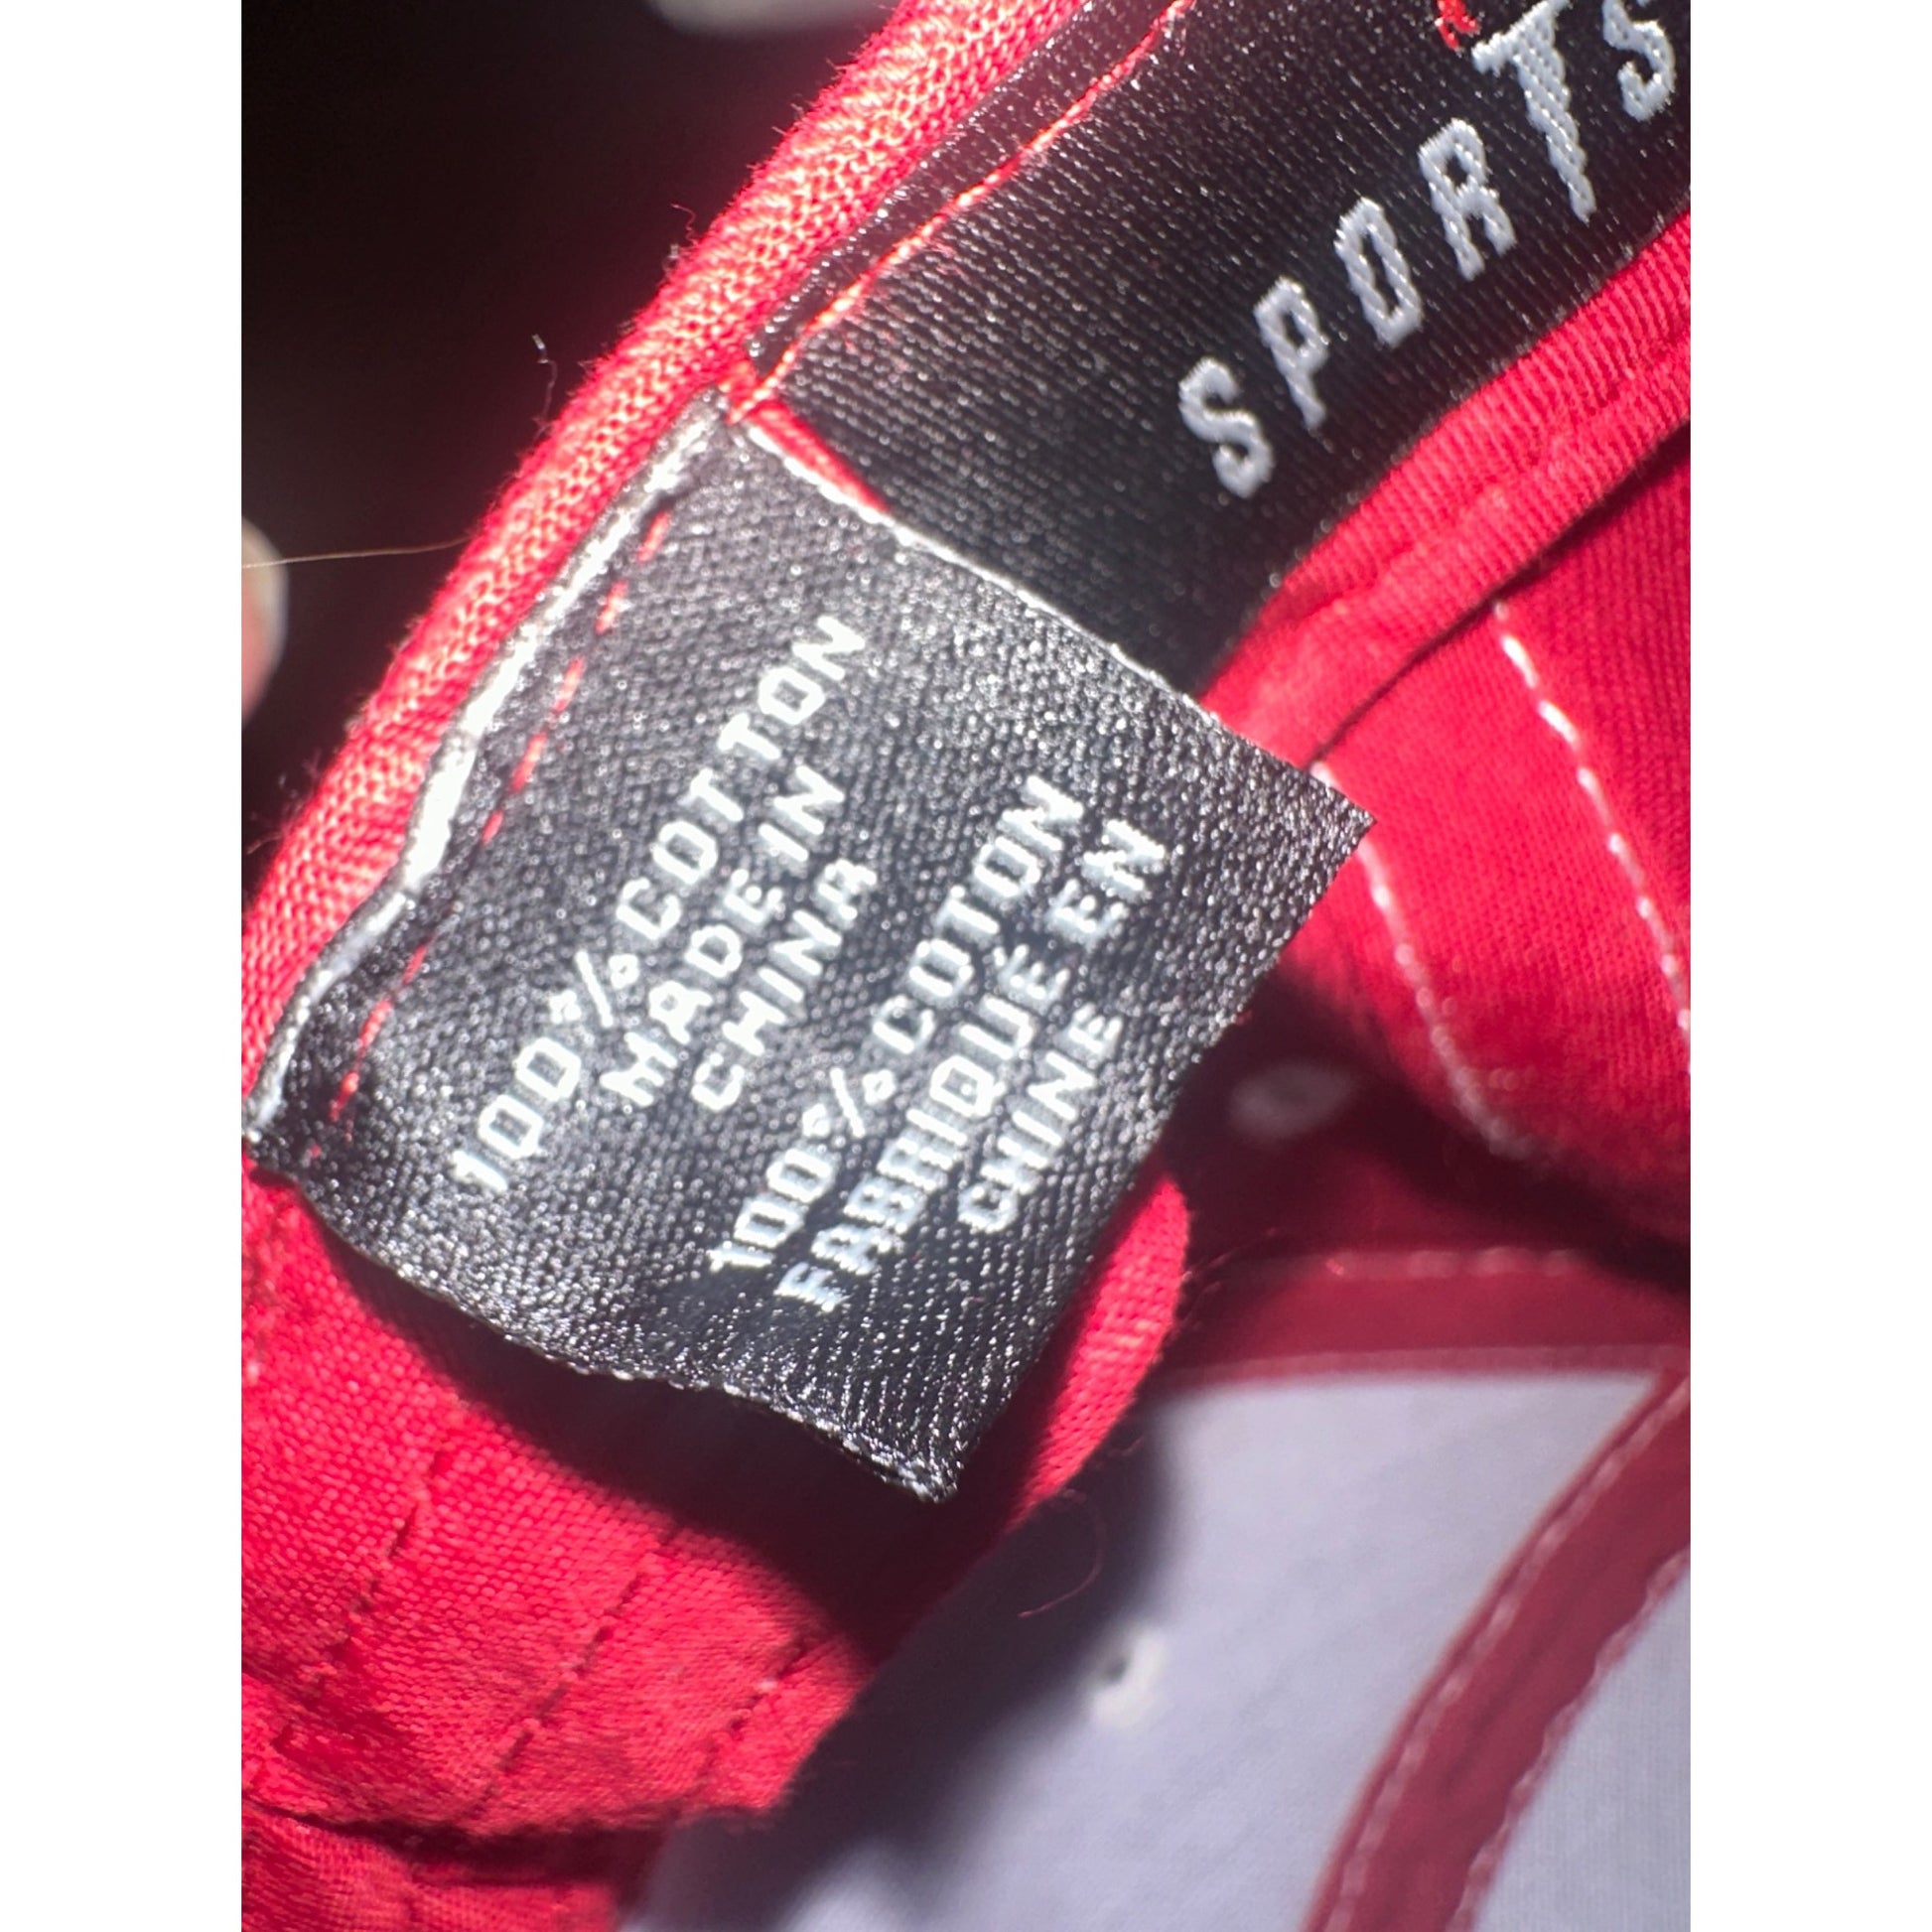 SPORTS
100% COTTON
MADE IN
CHINA
100% COTON
FABRIQUÉ EN
CHINE